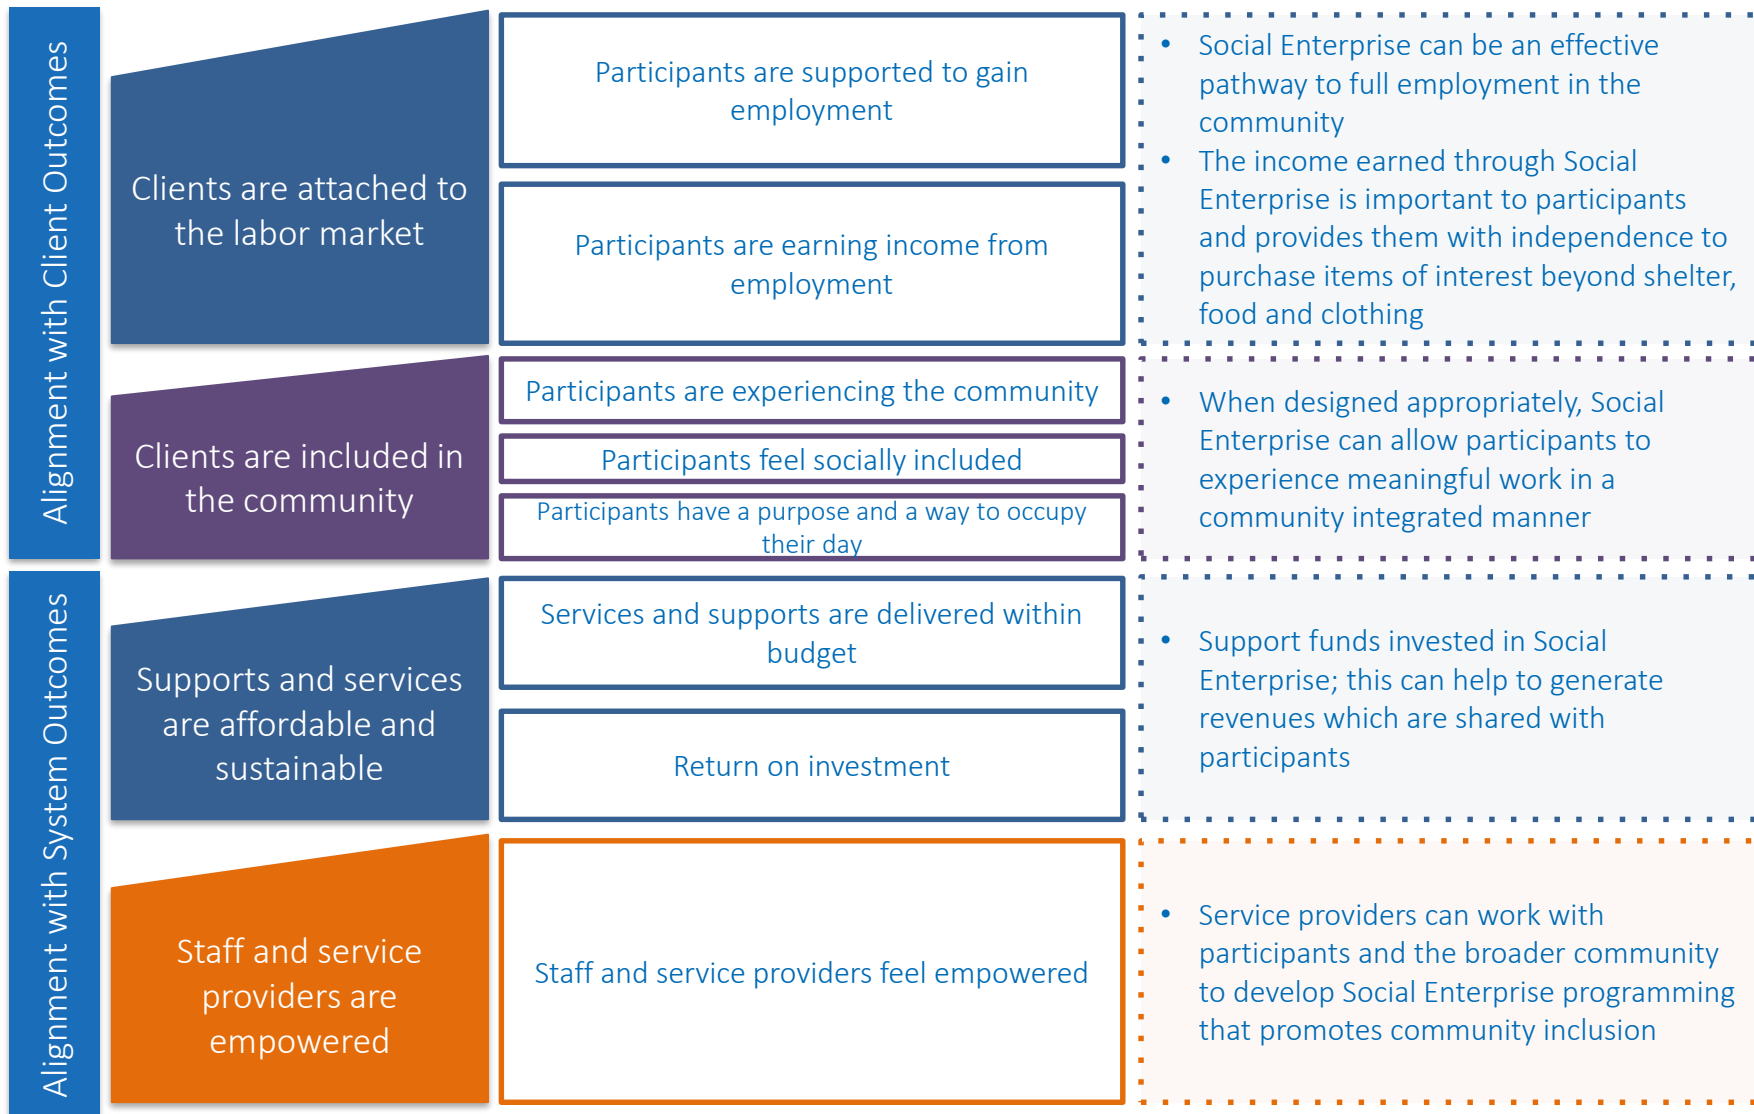 Alignment with Client Outcomes
Clients are attached to
the labor market
Participants are supported to gain
employment
Participants are earning income from
employment
• Social Enterprise can be an effective
pathway to full employment in the
community
• The income earned through Social
Enterprise is important to participants
and provides them with independence to
purchase items of interest beyond shelter,
food and clothing
Clients are included in
the community
Participants are experiencing the community
Participants feel socially included
Participants have a purpose and a way to occupy
their day
• When designed appropriately, Social
Enterprise can allow participants to
experience meaningful work in a
community integrated manner
Alignment with System Outcomes
Supports and services
are affordable and
sustainable
Services and supports are delivered within
budget
Return on investment
• Support funds invested in Social
Enterprise; this can help to generate
revenues which are shared with
participants
Staff and service
providers are
empowered
Staff and service providers feel empowered
• Service providers can work with
participants and the broader community
to develop Social Enterprise programming
that promotes community inclusion